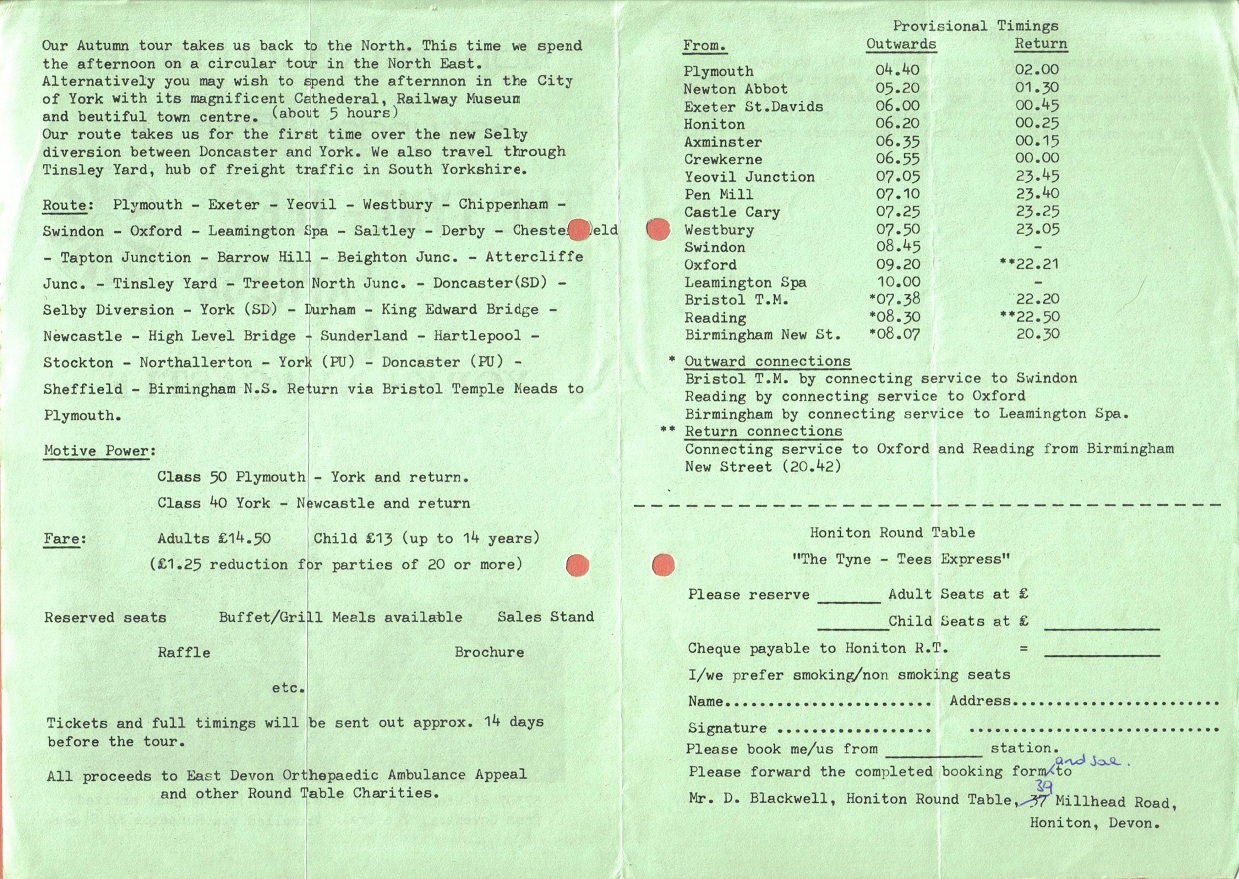 Our Autumn tour takes us back to the North. This time we spend
the afternoon on a circular tour in the North East.
Alternatively you may wish to spend the afternnon in the City
of York with its magnificent Cathederal, Railway Museum
and beutiful town centre. (about 5 hours)
Our route takes us for the first time over the new Selby
diversion between Doncaster and York. We also travel through
Tinsley Yard, hub of freight traffic in South Yorkshire.
Route: Plymouth - Exeter - Yeovil - Westbury - Chippenham -
Swindon - Oxford - Leamington Spa - Saltley - Derby - Cheste eld
- Tapton Junction - Barrow Hill - Beighton Junc. - Attercliffe
Junc. - Tinsley Yard - Treeton North Junc. - Doncaster(SD) -
Selby Diversion - York (SD) - Durham - King Edward Bridge -
Newcastle - High Level Bridge - Sunderland - Hartlepool -
Stockton - Northallerton - York (PU) - Doncaster (PU) -
Sheffield - Birmingham N.S. Return via Bristol Temple Meads to
Plymouth.
Motive Power:
Class 50 Plymouth - York and return.
Class 40 York - Newcastle and return
Fare: Adults £14.50 Child £13 (up to 14 years)
(£1.25 reduction for parties of 20 or more)
Reserved seats Buffet/Grill Meals available Sales Stand
Raffle Brochure
etc.
Tickets and full timings will be sent out approx. 14 days
before the tour.
All proceeds to East Devon Orthopaedic Ambulance Appeal
and other Round Table Charities.
Provisional Timings
From. Outwards Return
Plymouth 04.40 02.00
Newton Abbot 05.20 01.30
Exeter St.Davids 06.00 00.45
Honiton 06.20 00.25
Axminster 06.35 00.15
Crewkerne 06.55 00.00
Yeovil Junction 07.05 23.45
Pen Mill 07.10 23.40
Castle Cary 07.25 23.25
Westbury 07.50 23.05
Swindon 08.45 -
Oxford 09.20 **22.21
Leamington Spa 10.00 -
Bristol T.M. *07.38 22.20
Reading *08.30 **22.50
Birmingham New St. *08.07 20.30
* Outward connections
Bristol T.M. by connecting service to Swindon
Reading by connecting service to Oxford
Birmingham by connecting service to Leamington Spa.
** Return connections
Connecting service to Oxford and Reading from Birmingham
New Street (20.42)
Honiton Round Table
"The Tyne - Tees Express"
Please reserve ______ Adult Seats at £
______Child Seats at £ ______
Cheque payable to Honiton R.T. = ______
I/we prefer smoking/non smoking seats
Name........................ Address........................
Signature .................. ........................
Please book me/us from ______ station.
and sae.
Please forward the completed booking form to
39
Mr. D. Blackwell, Honiton Round Table, 37 Millhead Road,
Honiton, Devon.